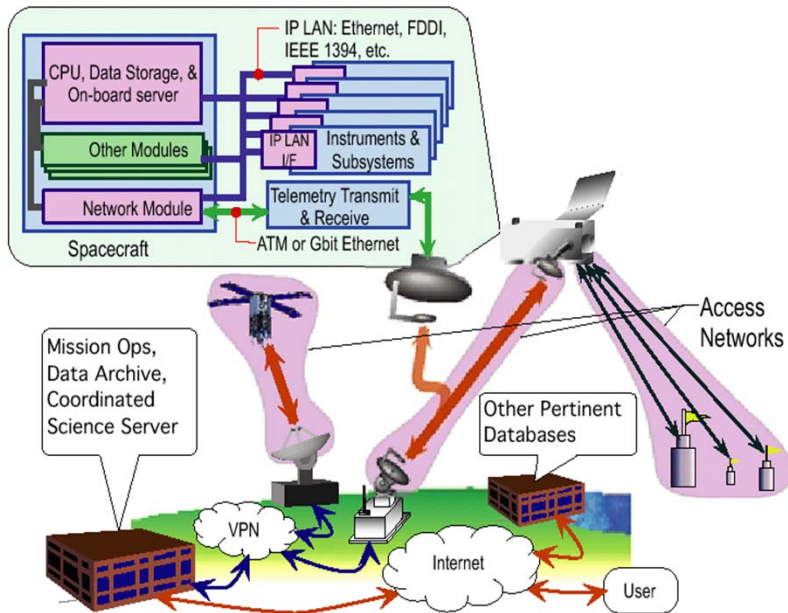 IP LAN: Ethernet, FDDI,
IEEE 1394, etc.
CPU, Data Storage, &
On-board server
Other Modules
Network Module
Spacecraft
IP LAN
I/F
Instruments &
Subsystems
Telemetry Transmit
& Receive
ATM or Gbit Ethernet
Access
Networks
Mission Ops,
Data Archive,
Coordinated
Science Server
Other Pertinent
Databases
VPN
Internet
User